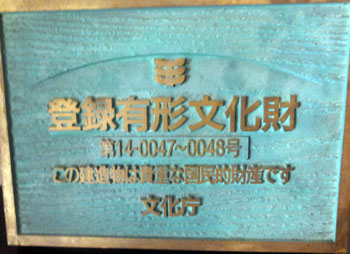 登録有形文化財
第14-0047~0048号
この建造物は貴重な国民的財産です
文化庁